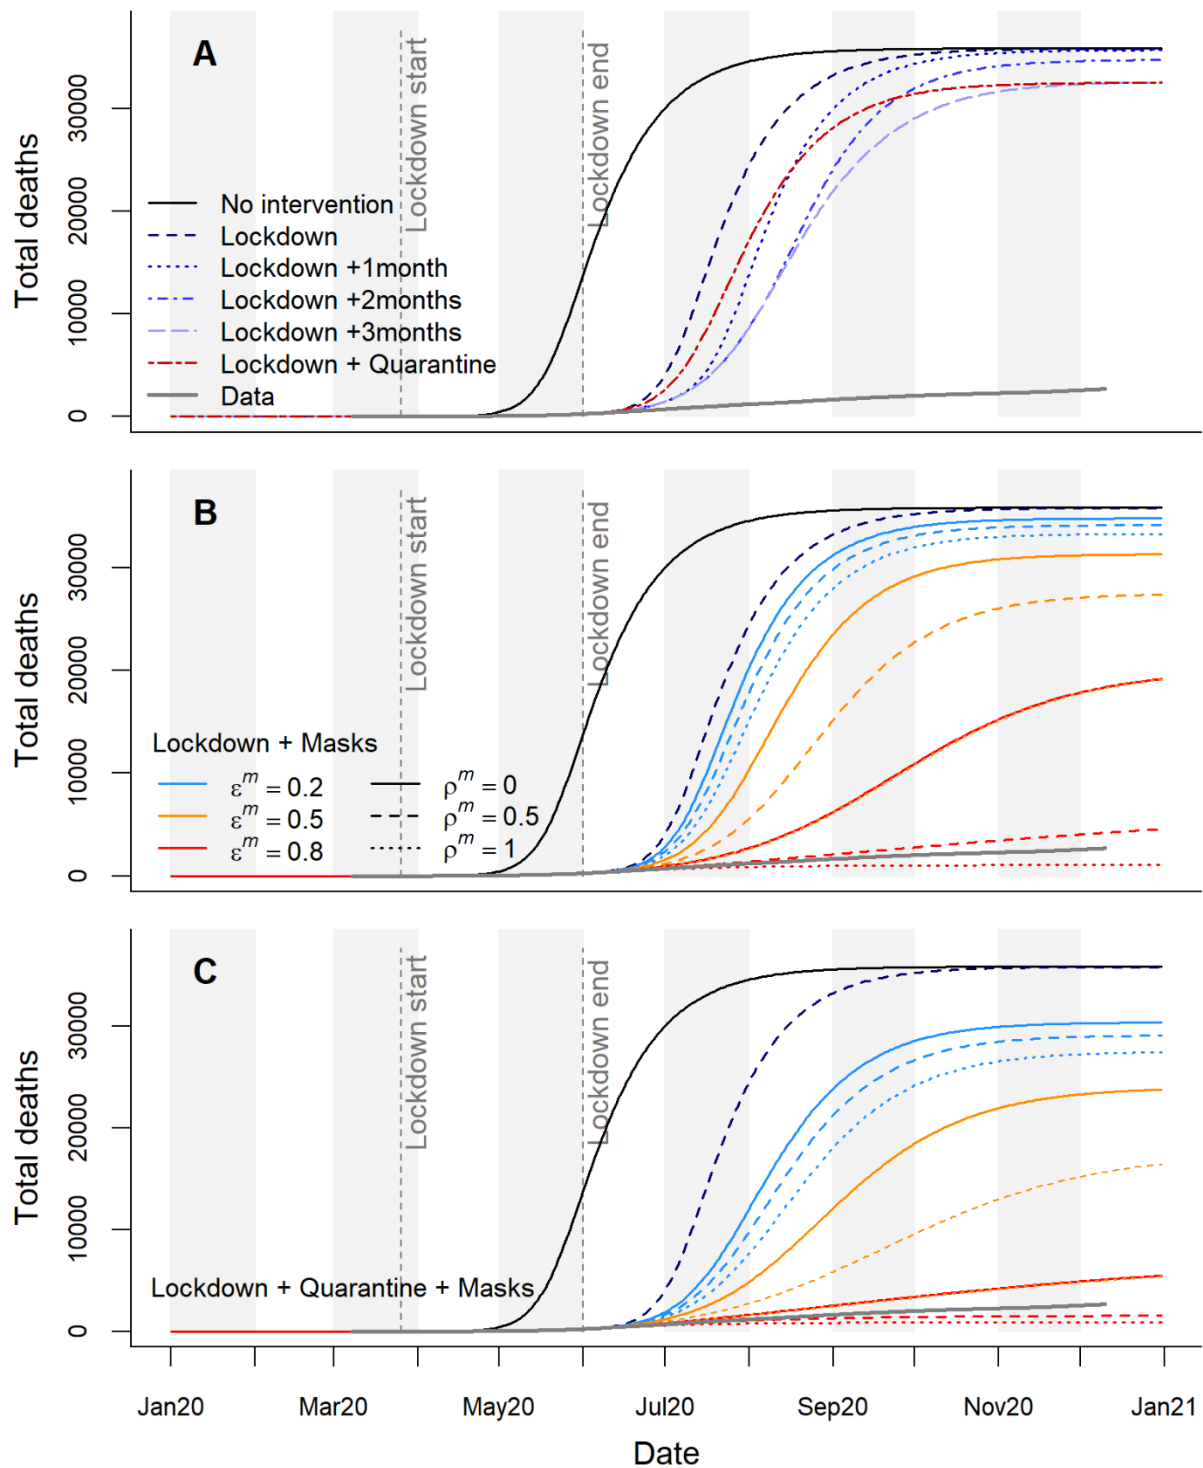 A
Lockdown start
Lockdown end
Total deaths
30000
20000
10000
0
No intervention
Lockdown
Lockdown +1month
Lockdown +2months
Lockdown +3months
Lockdown + Quarantine
Data
B
Lockdown start
Lockdown end
Total deaths
30000
20000
10000
0
Lockdown + Masks
εᵐ = 0.2 ρᵐ = 0
εᵐ = 0.5 ρᵐ = 0.5
εᵐ = 0.8 ρᵐ = 1
C
Lockdown start
Lockdown end
Total deaths
30000
20000
10000
0
Lockdown + Quarantine + Masks
Jan20 Mar20 May20 Jul20 Sep20 Nov20 Jan21
Date